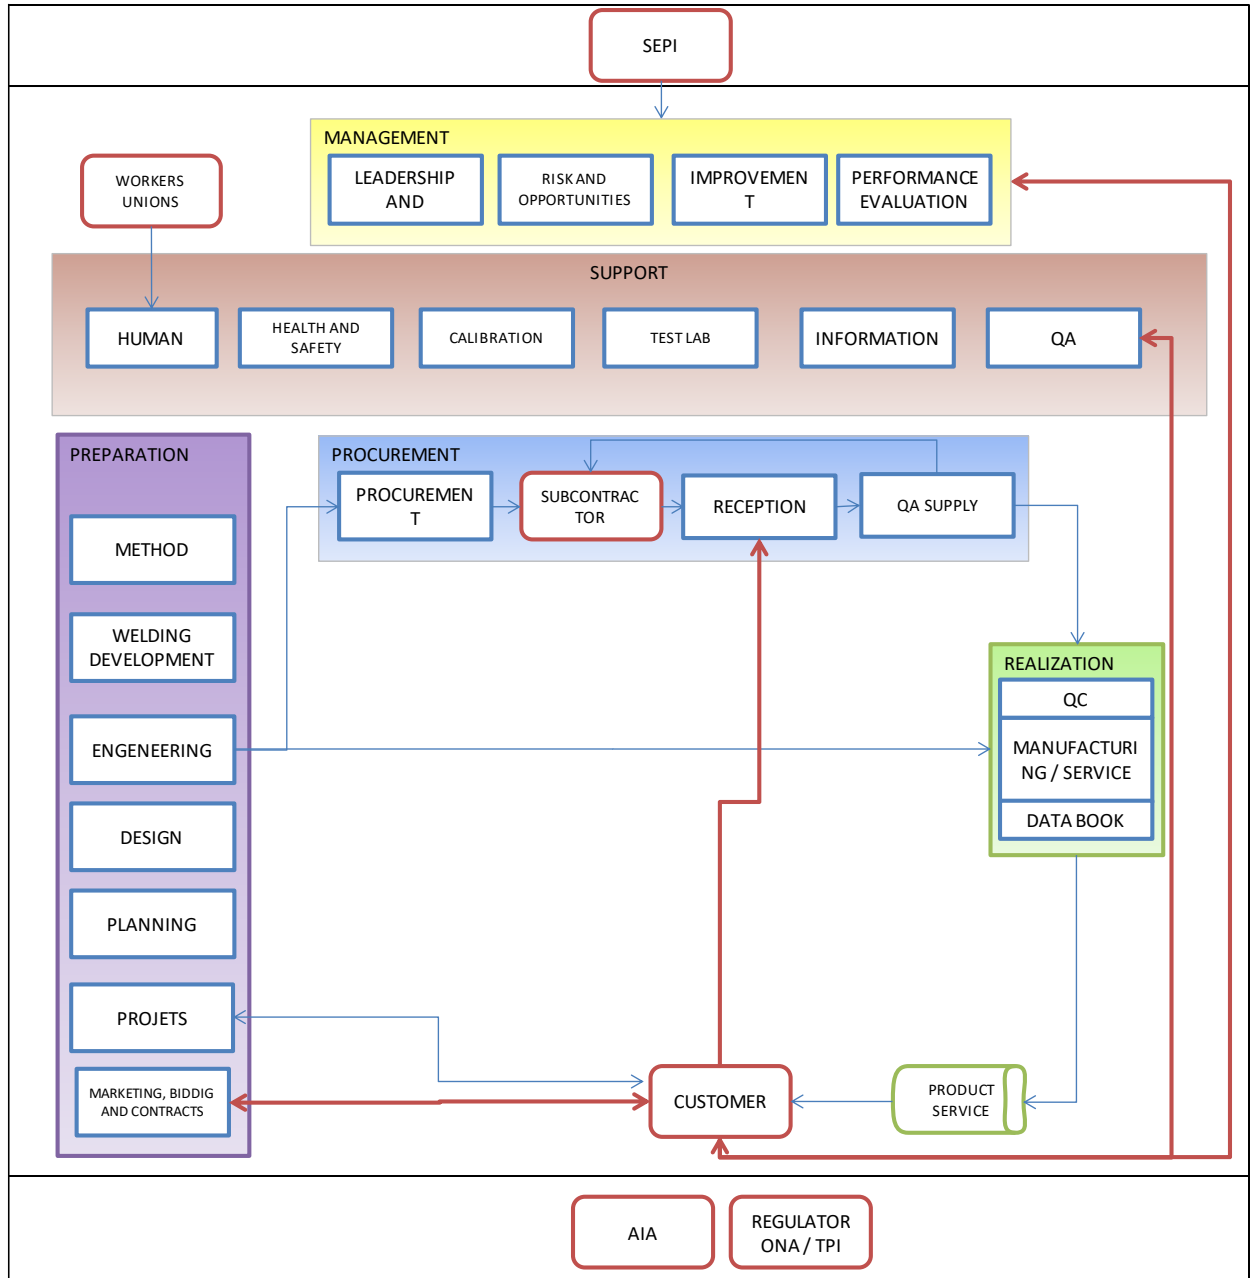 SEPI
MANAGEMENT
LEADERSHIP
AND
RISK AND
OPPORTUNITIES
IMPROVEMEN
T
PERFORMANCE
EVALUATION
WORKERS
UNIONS
SUPPORT
HUMAN
HEALTH AND
SAFETY
CALIBRATION
TEST LAB
INFORMATION
QA
PREPARATION
METHOD
WELDING
DEVELOPMENT
ENGENEERING
DESIGN
PLANNING
PROJETS
MARKETING, BIDDIG
AND CONTRACTS
PROCUREMENT
PROCUREMEN
T
SUBCONTRAC
TOR
RECEPTION
QA SUPPLY
REALIZATION
QC
MANUFACTURI
NG / SERVICE
DATA BOOK
CUSTOMER
PRODUCT
SERVICE
AIA
REGULATOR
ONA / TPI